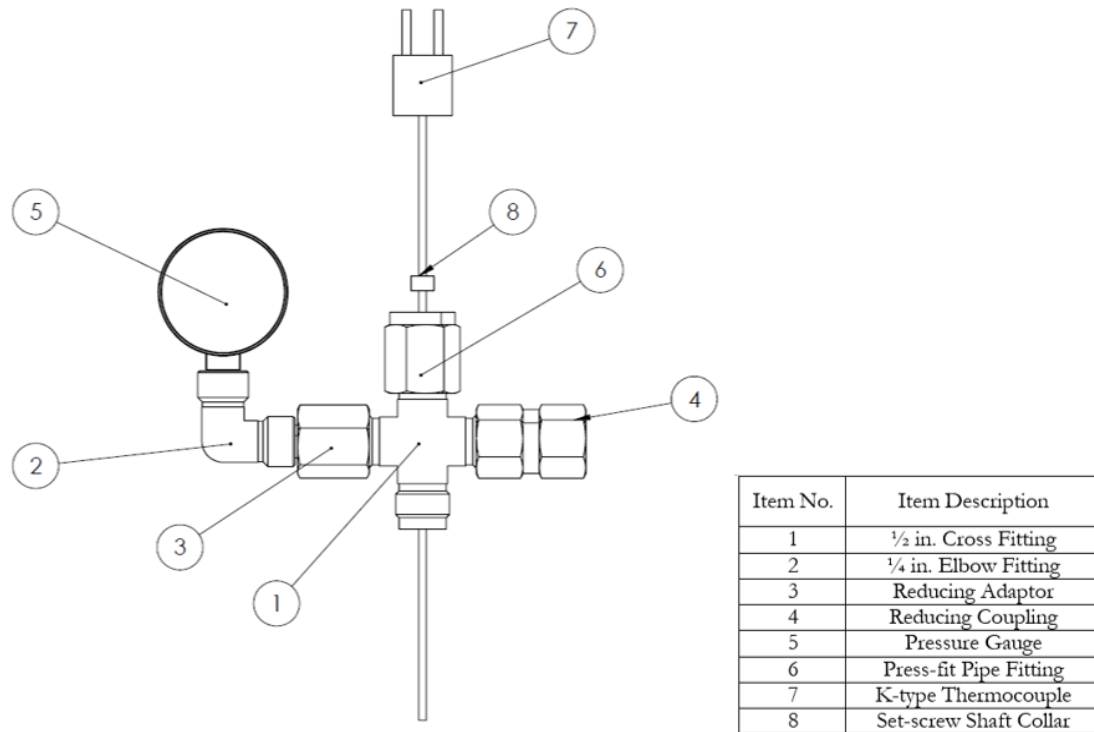 7
5
8
6
4
2
3
1
Item No. Item Description
1 ½ in. Cross Fitting
2 ¼ in. Elbow Fitting
3 Reducing Adaptor
4 Reducing Coupling
5 Pressure Gauge
6 Press-fit Pipe Fitting
7 K-type Thermocouple
8 Set-screw Shaft Collar